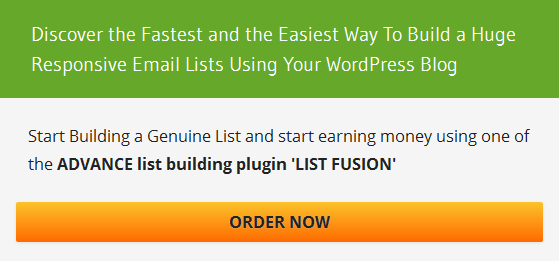 Discover the Fastest and the Easiest Way To Build a Huge
Responsive Email Lists Using Your WordPress Blog
Start Building a Genuine List and start earning money using one of
the ADVANCE list building plugin 'LIST FUSION'
ORDER NOW